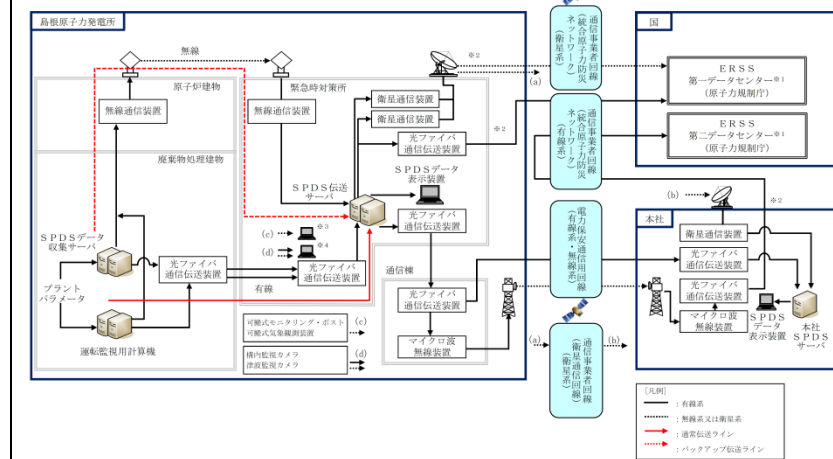 島根原子力発電所
無線
原子炉建物
無線通信装置
廃棄物処理建物
SPDSデータ
収集サーバ
プラント
パラメータ
運転監視用計算機
光ファイバ
通信伝送装置
有線
緊急時対策所
無線通信装置
衛星通信装置
衛星通信装置
光ファイバ
通信伝送装置
SPDS伝送
サーバ
SPDSデータ
表示装置
光ファイバ
通信伝送装置
(c)
※3
(d)
※4
光ファイバ
通信伝送装置
通信棟
光ファイバ
通信伝送装置
マイクロ波
無線装置
可搬式モニタリング・ポスト
可搬式気象観測装置
(c)
構内監視カメラ
津波監視カメラ
(d)
※2
(a)
※2
通信事業者回線
(統合原子力防災
ネットワーク)
(衛星系)
通信事業者回線
(統合原子力防災
ネットワーク)
(有線系)
電力保安通信用回線
(有線系・無線系)
通信事業者回線
(衛星通信回線)
(衛星系)
(a)
(b)
国
ERSS
第一データセンター※1
(原子力規制庁)
ERSS
第二データセンター※1
(原子力規制庁)
(b)
※2
本社
衛星通信装置
光ファイバ
通信伝送装置
光ファイバ
通信伝送装置
マイクロ波
無線装置
SPDS
データ
表示装置
本社
SPDS
サーバ
[凡例]
:有線系
:無線系又は衛星系
:通常伝送ライン
:バックアップ伝送ライン